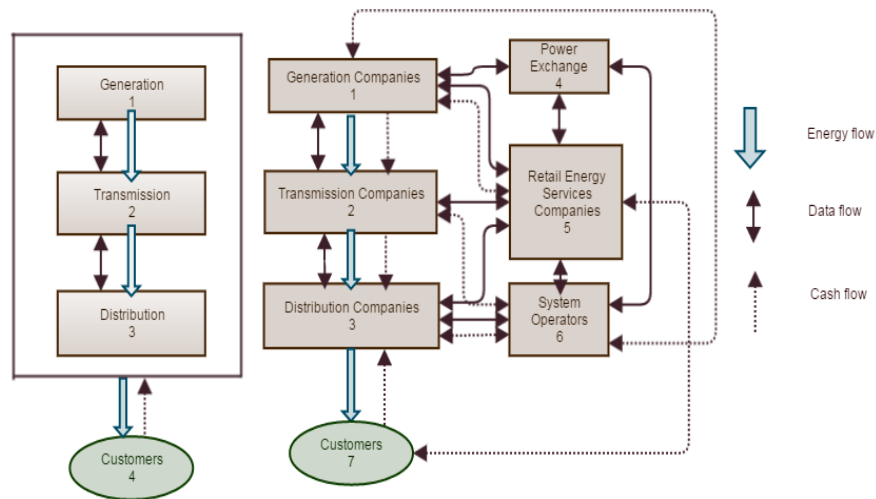 Generation
1
Transmission
2
Distribution
3
Customers
4
Generation Companies
1
Transmission Companies
2
Distribution Companies
3
Customers
7
Power
Exchange
4
Retail Energy
Services
Companies
5
System
Operators
6
Energy flow
Data flow
Cash flow